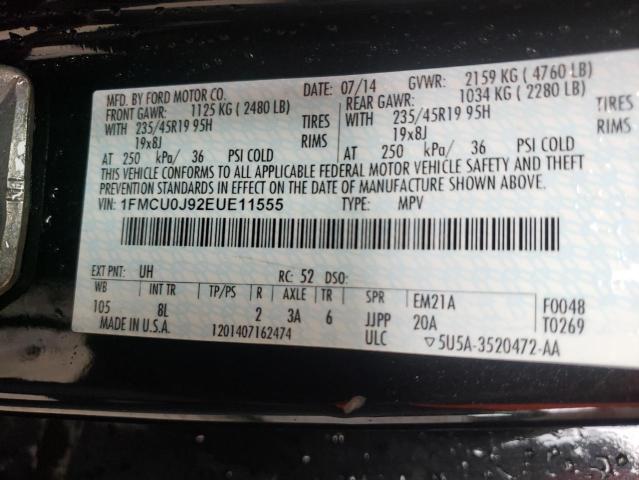 MFD. BY FORD MOTOR CO. DATE: 07/14 GVWR: 2159 KG ( 4760 LB)
FRONT GAWR: 1125 KG ( 2480 LB) REAR GAWR: 1034 KG ( 2280 LB)
WITH 235/45R19 95H TIRES WITH 235/45R19 95H TIRES
19x8J RIMS 19x8J RIMS
AT 250 kPa/ 36 PSI COLD AT 250 kPa/ 36 PSI COLD
THIS VEHICLE CONFORMS TO ALL APPLICABLE FEDERAL MOTOR VEHICLE SAFETY AND THEFT
PREVENTION STANDARDS IN EFFECT ON THE DATE OF MANUFACTURE SHOWN ABOVE.
VIN: 1FMCU0J92EUE11555 TYPE: MPV
EXT PNT: UH RC: 52 DSO:
WB INT TR TP/PS R AXLE TR SPR EM21A F0048
105 8L 2 3A 6 JJPP 20A T0269
MADE IN U.S.A. 1201407162474 ULC ▽5U5A-3520472-AA